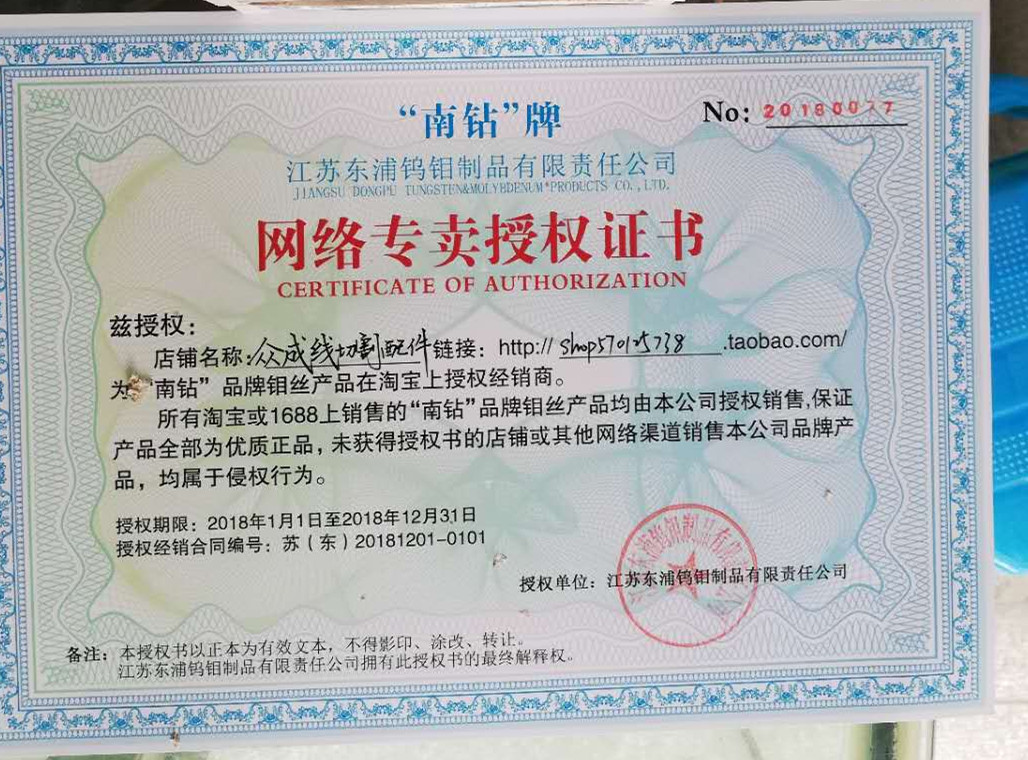 “南钻”牌
No: 20180077
江苏东浦钨钼制品有限责任公司
JIANGSU DONGPU TUNGSTEN&MOLYBDENUM*PRODUCTS CO.,LTD.
网络专卖授权证书
CERTIFICATE OF AUTHORIZATION
兹授权：
店铺名称：众成线切割配件 链接：http:// shop57015738 .taobao.com/
为“南钻”品牌钼丝产品在淘宝上授权经销商。
所有淘宝或1688上销售的“南钻”品牌钼丝产品均由本公司授权销售,保证
产品全部为优质正品，未获得授权书的店铺或其他网络渠道销售本公司品牌产
品，均属于侵权行为。
授权期限：2018年1月1日至2018年12月31日
授权经销合同编号：苏（东）20181201-0101
授权单位：江苏东浦钨钼制品有限责任公司
备注：本授权书以正本为有效文本，不得影印、涂改、转让。
江苏东浦钨钼制品有限责任公司拥有此授权书的最终解释权。